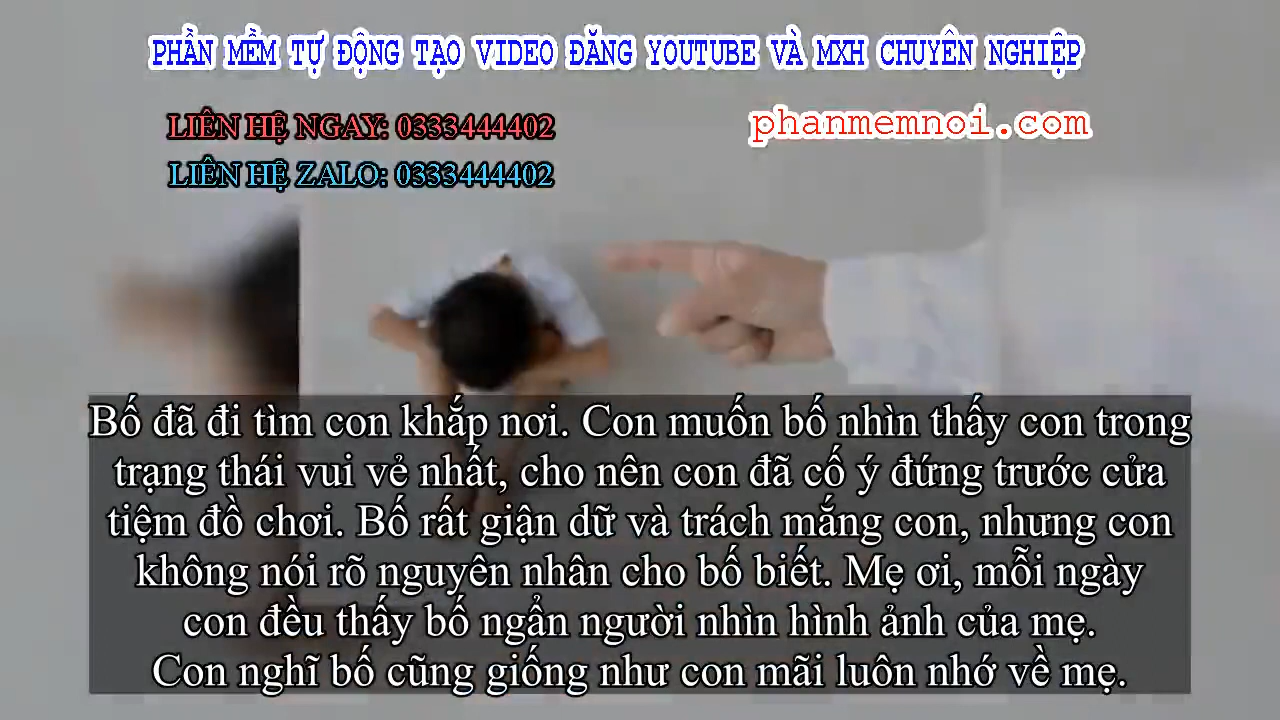 PHẦN MỀM TỰ ĐỘNG TẠO VIDEO ĐĂNG YOUTUBE VÀ MXH CHUYÊN NGHIỆP
LIÊN HỆ NGAY: 0333444402
phanmemnoi.com
LIÊN HỆ ZALO: 0333444402
Bố đã đi tìm con khắp nơi. Con muốn bố nhìn thấy con trong
trạng thái vui vẻ nhất, cho nên con đã cố ý đứng trước cửa
tiệm đồ chơi. Bố rất giận dữ và trách mắng con, nhưng con
không nói rõ nguyên nhân cho bố biết. Mẹ ơi, mỗi ngày
con đều thấy bố ngẩn người nhìn hình ảnh của mẹ.
Con nghĩ bố cũng giống như con mãi luôn nhớ về mẹ.